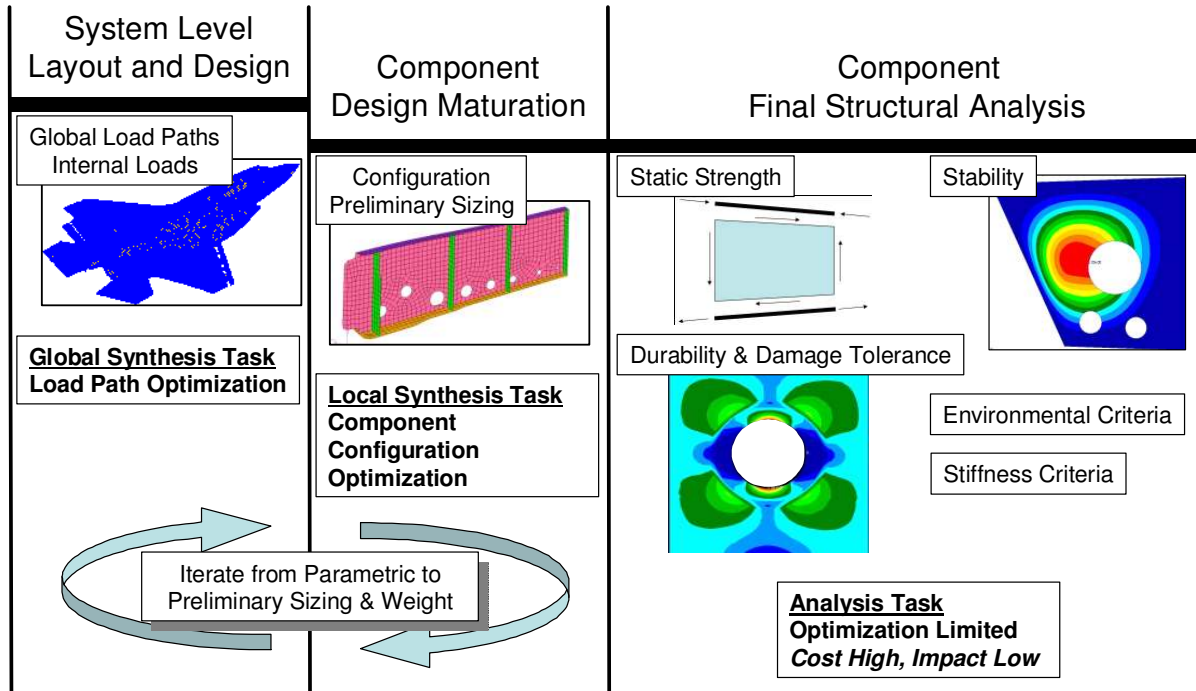 System Level
Layout and Design
Component
Design Maturation
Component
Final Structural Analysis
Global Load Paths
Internal Loads
Configuration
Preliminary Sizing
Static Strength
Stability
Global Synthesis Task
Load Path Optimization
Local Synthesis Task
Component
Configuration
Optimization
Durability & Damage Tolerance
Environmental Criteria
Stiffness Criteria
Iterate from Parametric to
Preliminary Sizing & Weight
Analysis Task
Optimization Limited
Cost High, Impact Low